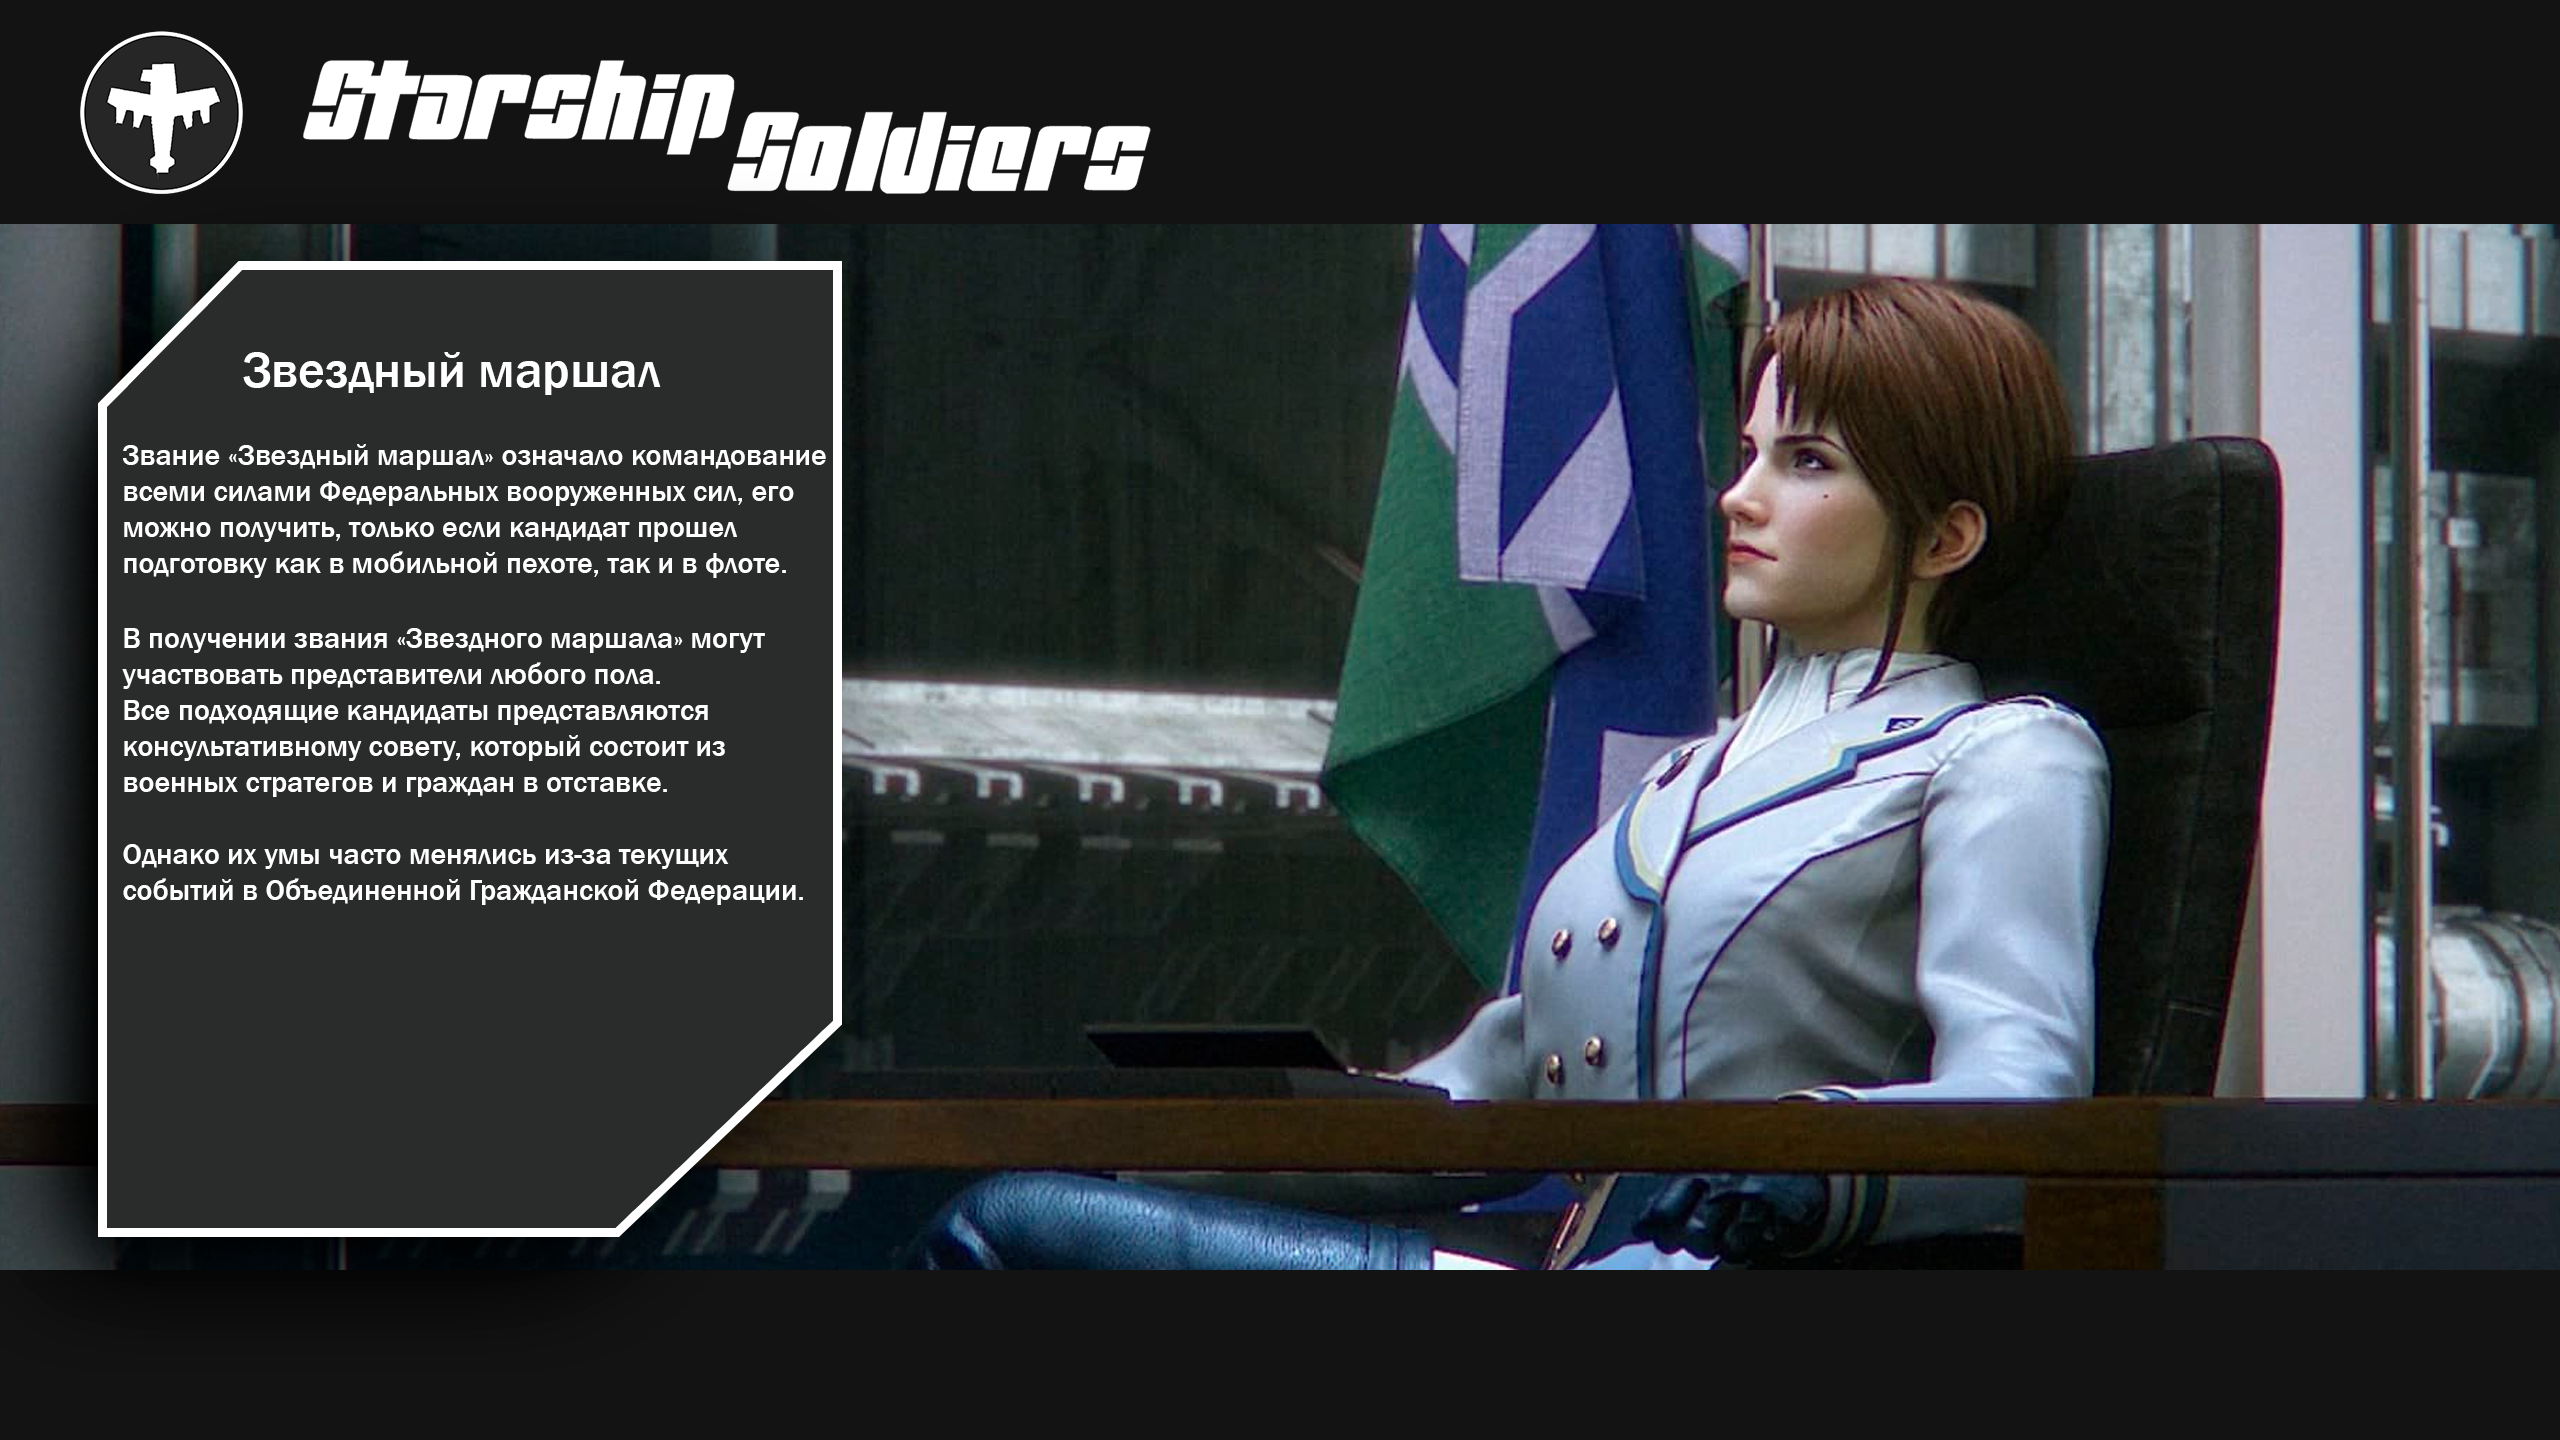 Starship
Soldiers
Звездный маршал
Звание «Звездный маршал» означало командование
всеми силами Федеральных вооруженных сил, его
можно получить, только если кандидат прошел
подготовку как в мобильной пехоте, так и в флоте.
В получении звания «Звездного маршала» могут
участвовать представители любого пола.
Все подходящие кандидаты представляются
консультативному совету, который состоит из
военных стратегов и граждан в отставке.
Однако их умы часто менялись из-за текущих
событий в Объединенной Гражданской Федерации.